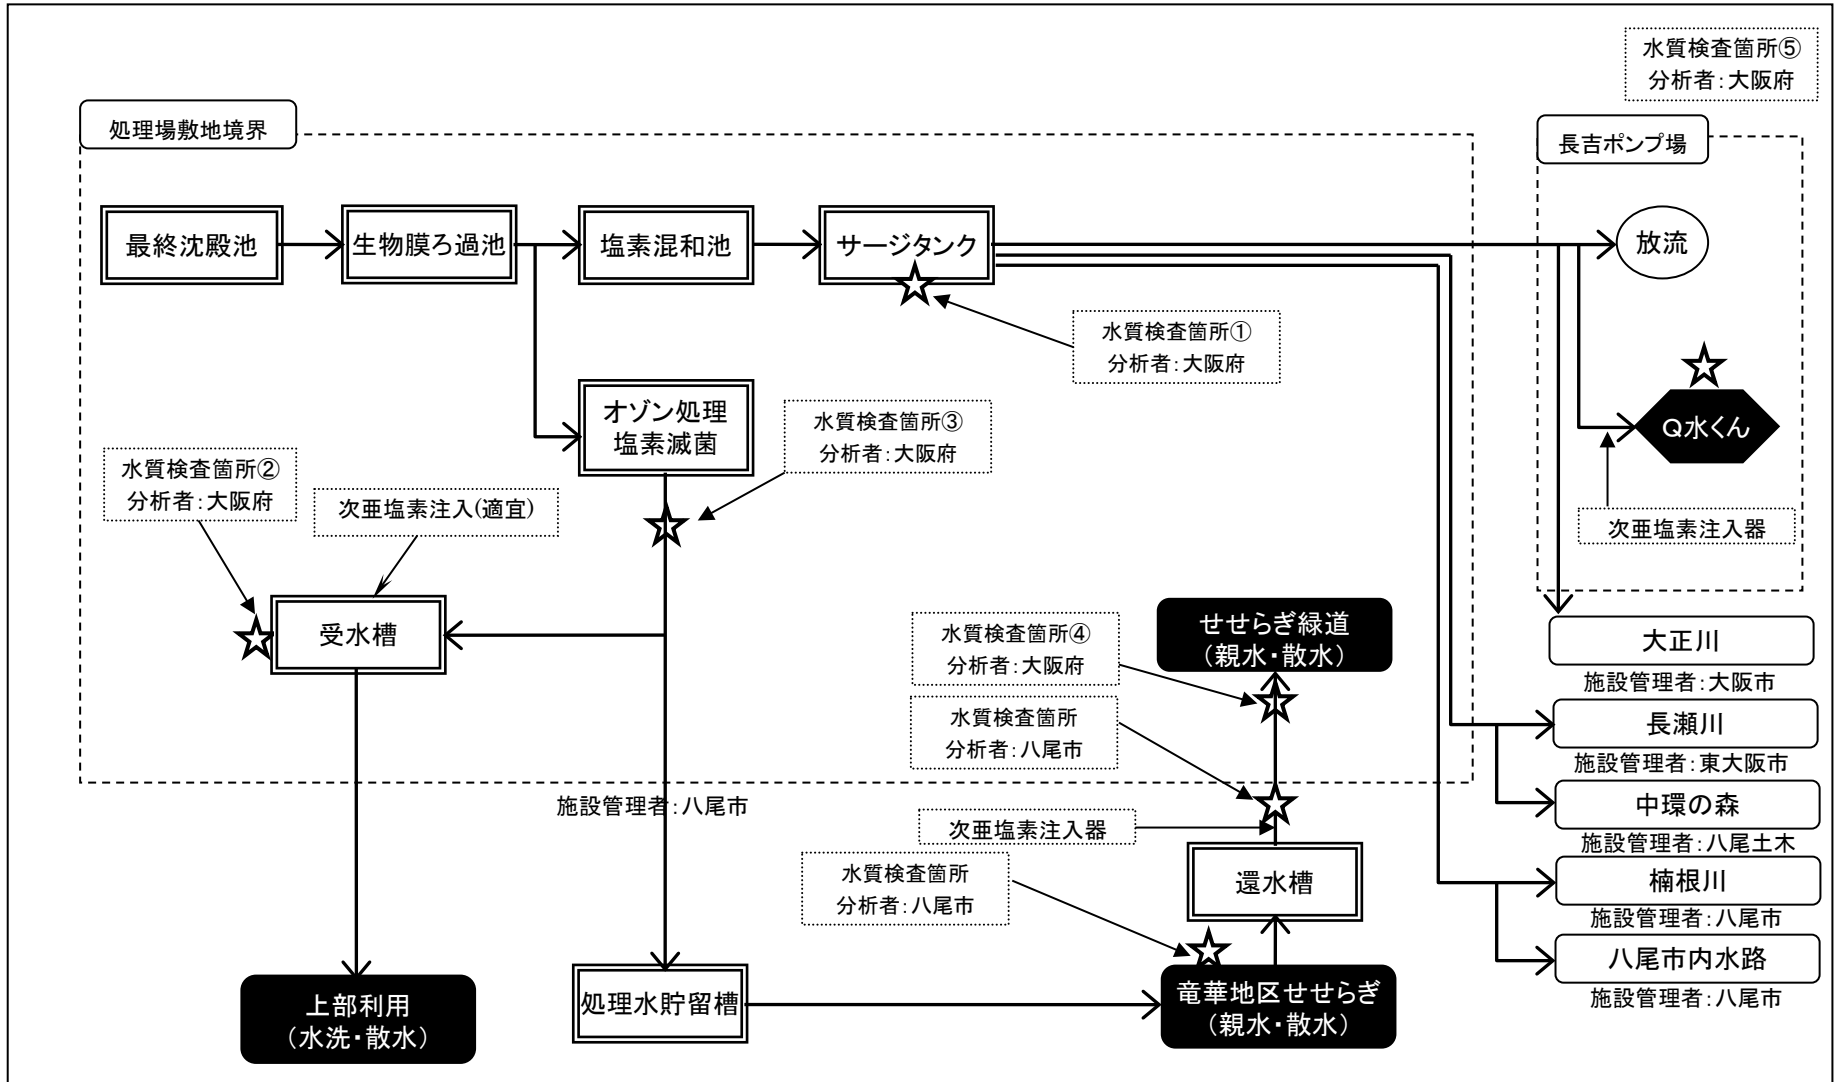 水質検査箇所⑤
分析者：大阪府
処理場敷地境界
長吉ポンプ場
最終沈殿池
生物膜ろ過池
塩素混和池
サージタンク
放流
水質検査箇所①
分析者：大阪府
オゾン処理
塩素滅菌
水質検査箇所③
分析者：大阪府
Q水くん
水質検査箇所②
分析者：大阪府
次亜塩素注入(適宜)
次亜塩素注入器
受水槽
水質検査箇所④
分析者：大阪府
せせらぎ緑道
（親水・散水）
大正川
施設管理者：大阪市
水質検査箇所
分析者：八尾市
長瀬川
施設管理者：東大阪市
施設管理者：八尾市
次亜塩素注入器
中環の森
施設管理者：八尾土木
水質検査箇所
分析者：八尾市
還水槽
楠根川
施設管理者：八尾市
八尾市内水路
施設管理者：八尾市
上部利用
（水洗・散水）
処理水貯留槽
竜華地区せせらぎ
（親水・散水）